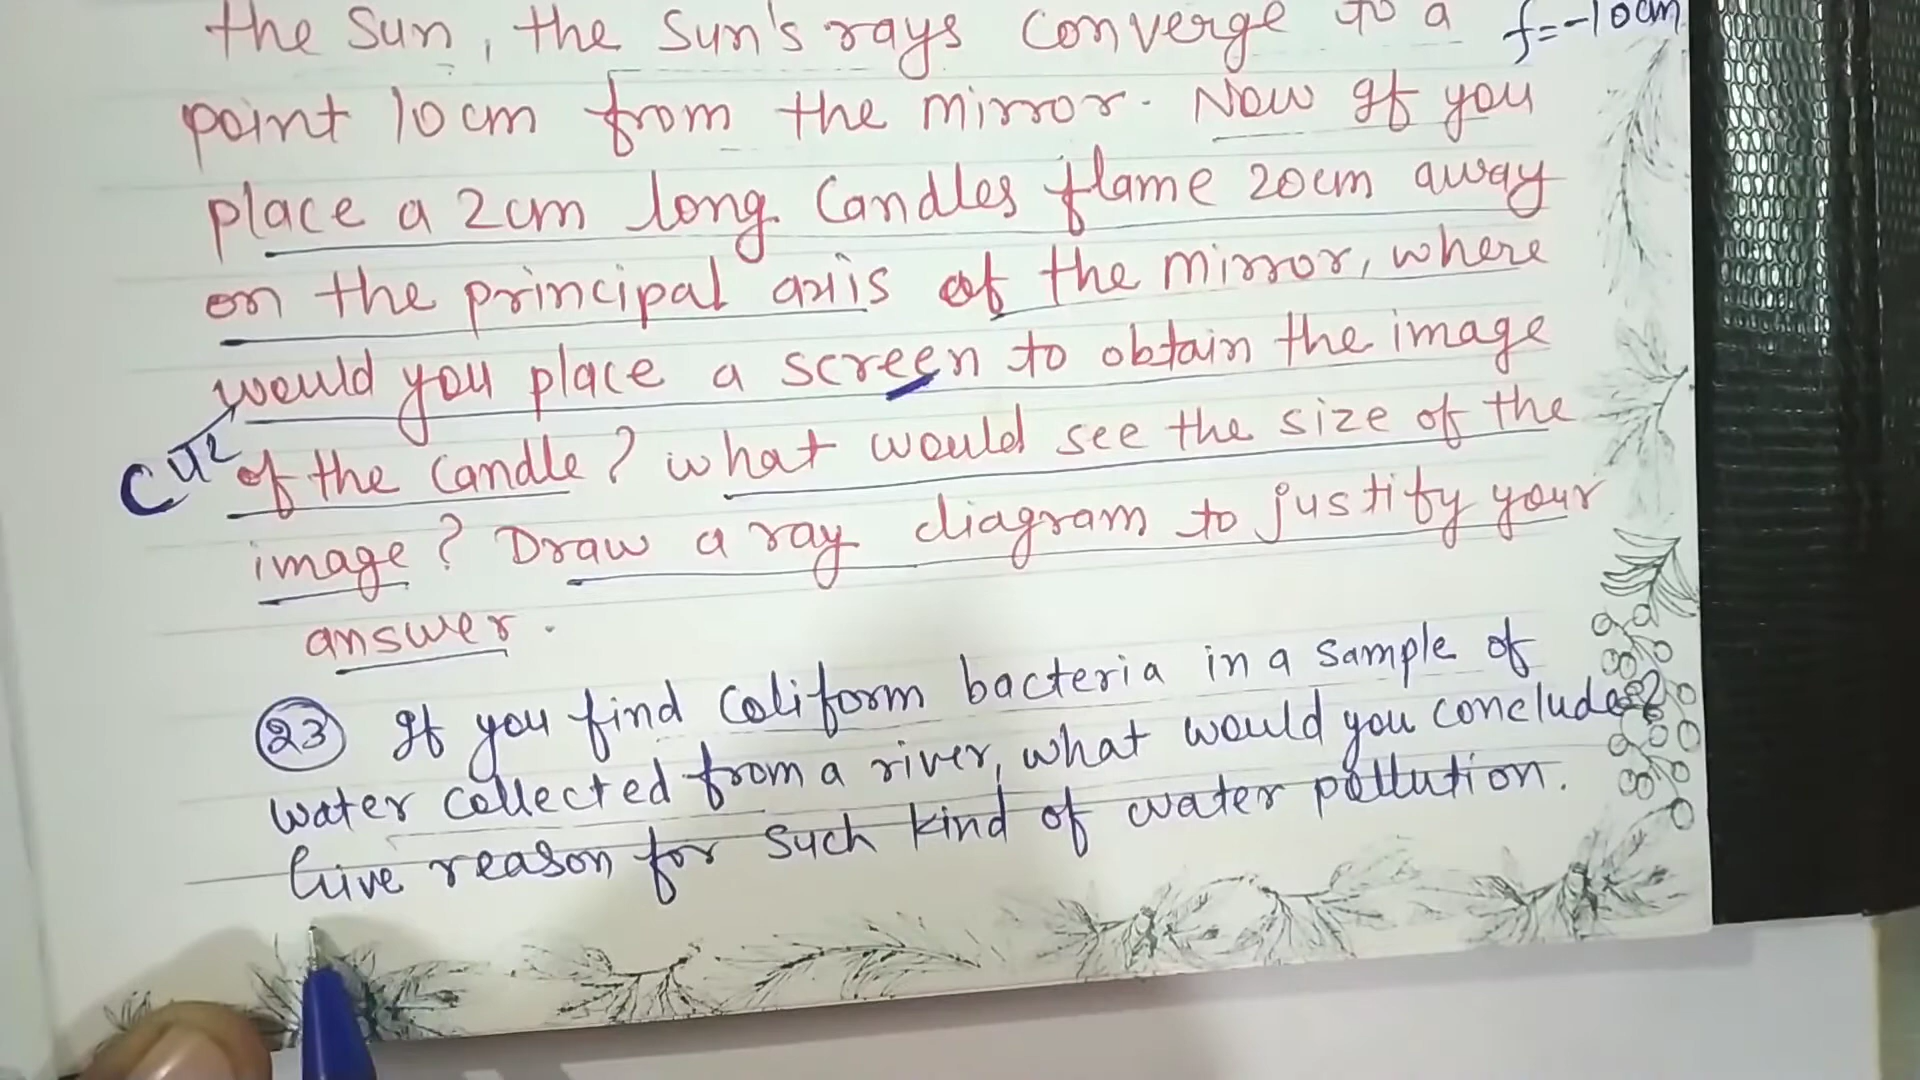 the Sun, the Sun's rays converge to a f=-10cm
point 10cm from the mirror. Now If you
place a 2cm long Candles flame 20cm away
on the principal axis of the mirror, where
would you place a screen to obtain the image
of the candle? what would see the size of the
image? Draw a ray diagram to justify your
answer.
23 If you find Coliform bacteria in a sample of
water collected from a river, what would you conclude?
Give reason for such kind of water pollution.